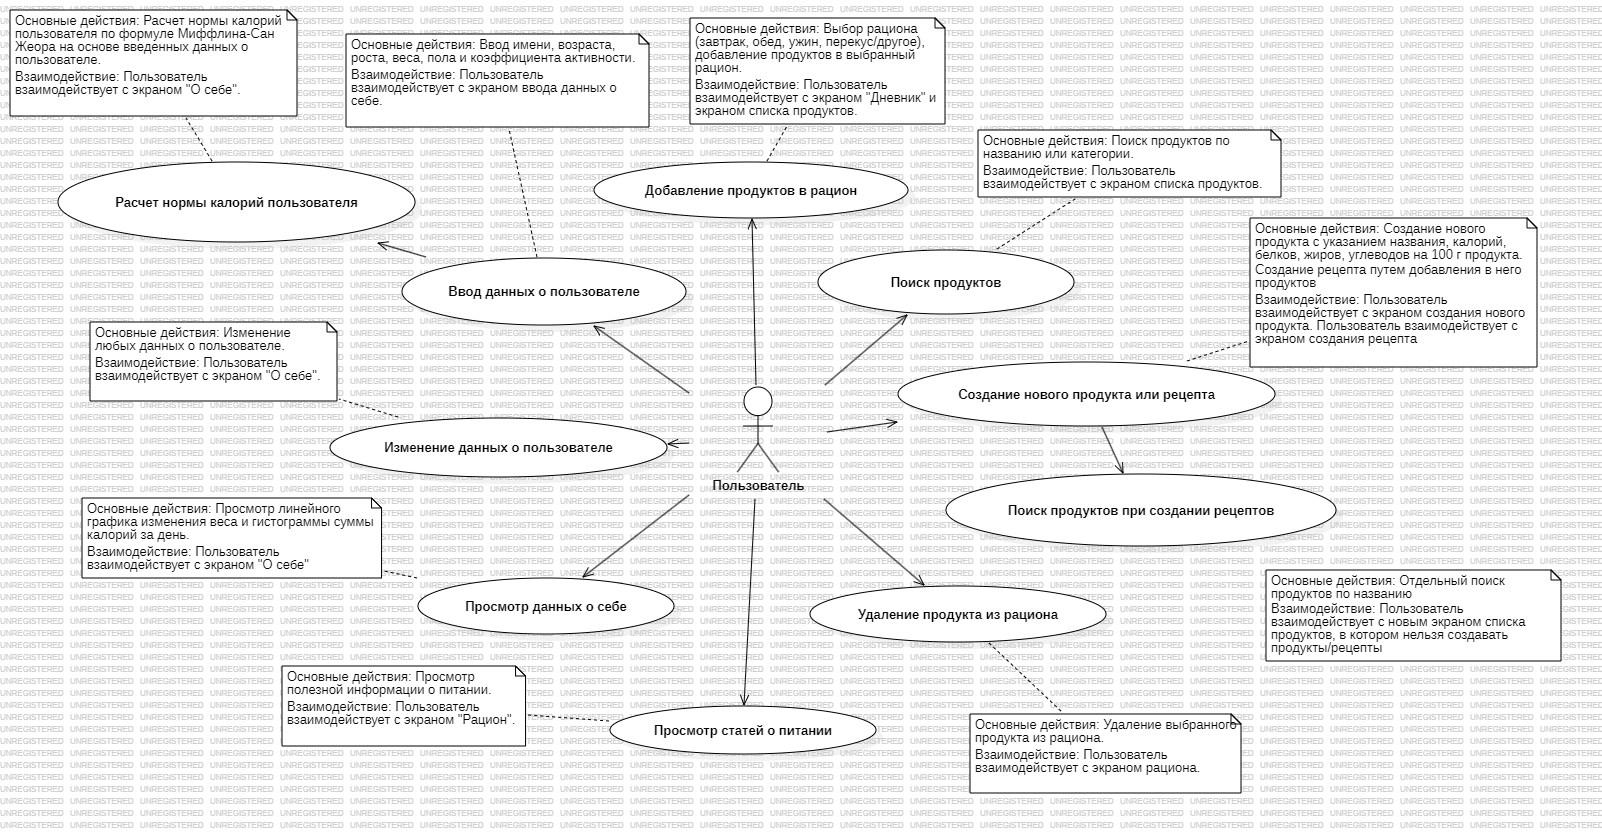 Основные действия: Расчет нормы калорий
пользователя по формуле Миффлина-Сан
Жеора на основе введенных данных о
пользователе.
Взаимодействие: Пользователь
взаимодействует с экраном "О себе".
Основные действия: Ввод имени, возраста,
роста, веса, пола и коэффициента активности.
Взаимодействие: Пользователь
взаимодействует с экраном ввода данных о
себе.
Основные действия: Выбор рациона
(завтрак, обед, ужин, перекус/другое),
добавление продуктов в выбранный
рацион.
Взаимодействие: Пользователь
взаимодействует с экраном "Дневник" и
экраном списка продуктов.
Основные действия: Поиск продуктов по
названию или категории.
Взаимодействие: Пользователь
взаимодействует с экраном списка продуктов.
Расчет нормы калорий пользователя
Добавление продуктов в рацион
Основные действия: Создание нового
продукта с указанием названия, калорий,
белков, жиров, углеводов на 100 г продукта.
Создание рецепта путем добавления в него
продуктов
Взаимодействие: Пользователь
взаимодействует с экраном создания нового
продукта. Пользователь взаимодействует с
экраном создания рецепта
Ввод данных о пользователе
Поиск продуктов
Основные действия: Изменение
любых данных о пользователе.
Взаимодействие: Пользователь
взаимодействует с экраном "О себе".
Создание нового продукта или рецепта
Изменение данных о пользователе
Пользователь
Поиск продуктов при создании рецептов
Основные действия: Просмотр линейного
графика изменения веса и гистограммы суммы
калорий за день.
Взаимодействие: Пользователь
взаимодействует с экраном "О себе"
Основные действия: Отдельный поиск
продуктов по названию
Взаимодействие: Пользователь
взаимодействует с новым экраном списка
продуктов, в котором нельзя создавать
продукты/рецепты
Просмотр данных о себе
Удаление продукта из рациона
Основные действия: Просмотр
полезной информации о питании.
Взаимодействие: Пользователь
взаимодействует с экраном "Рацион".
Просмотр статей о питании
Основные действия: Удаление выбранного
продукта из рациона.
Взаимодействие: Пользователь
взаимодействует с экраном рациона.
UNREGISTERED